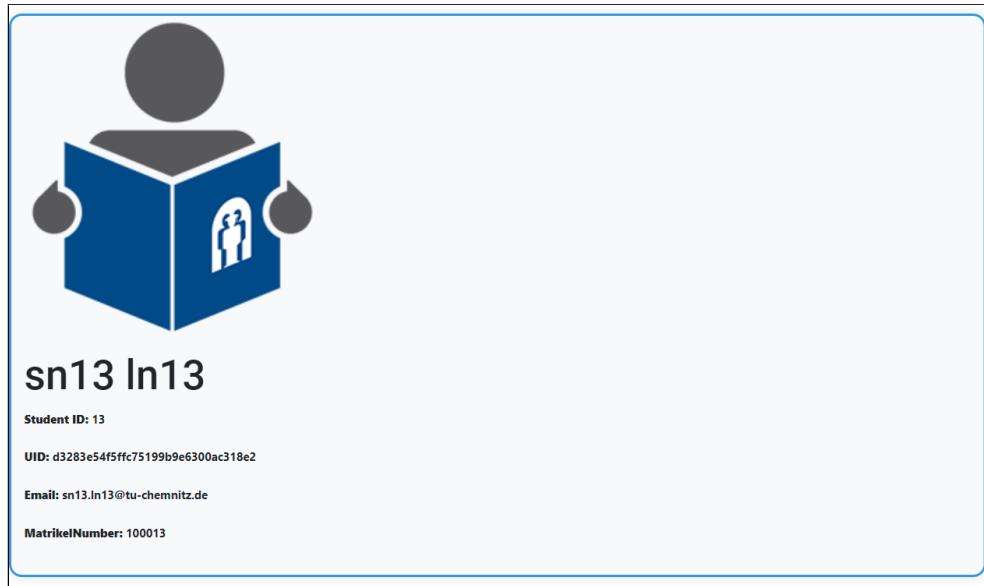 sn13 ln13
Student ID: 13
UID: d3283e54f5ffc75199b9e6300ac318e2
Email: sn13.ln13@tu-chemnitz.de
MatrikelNumber: 100013